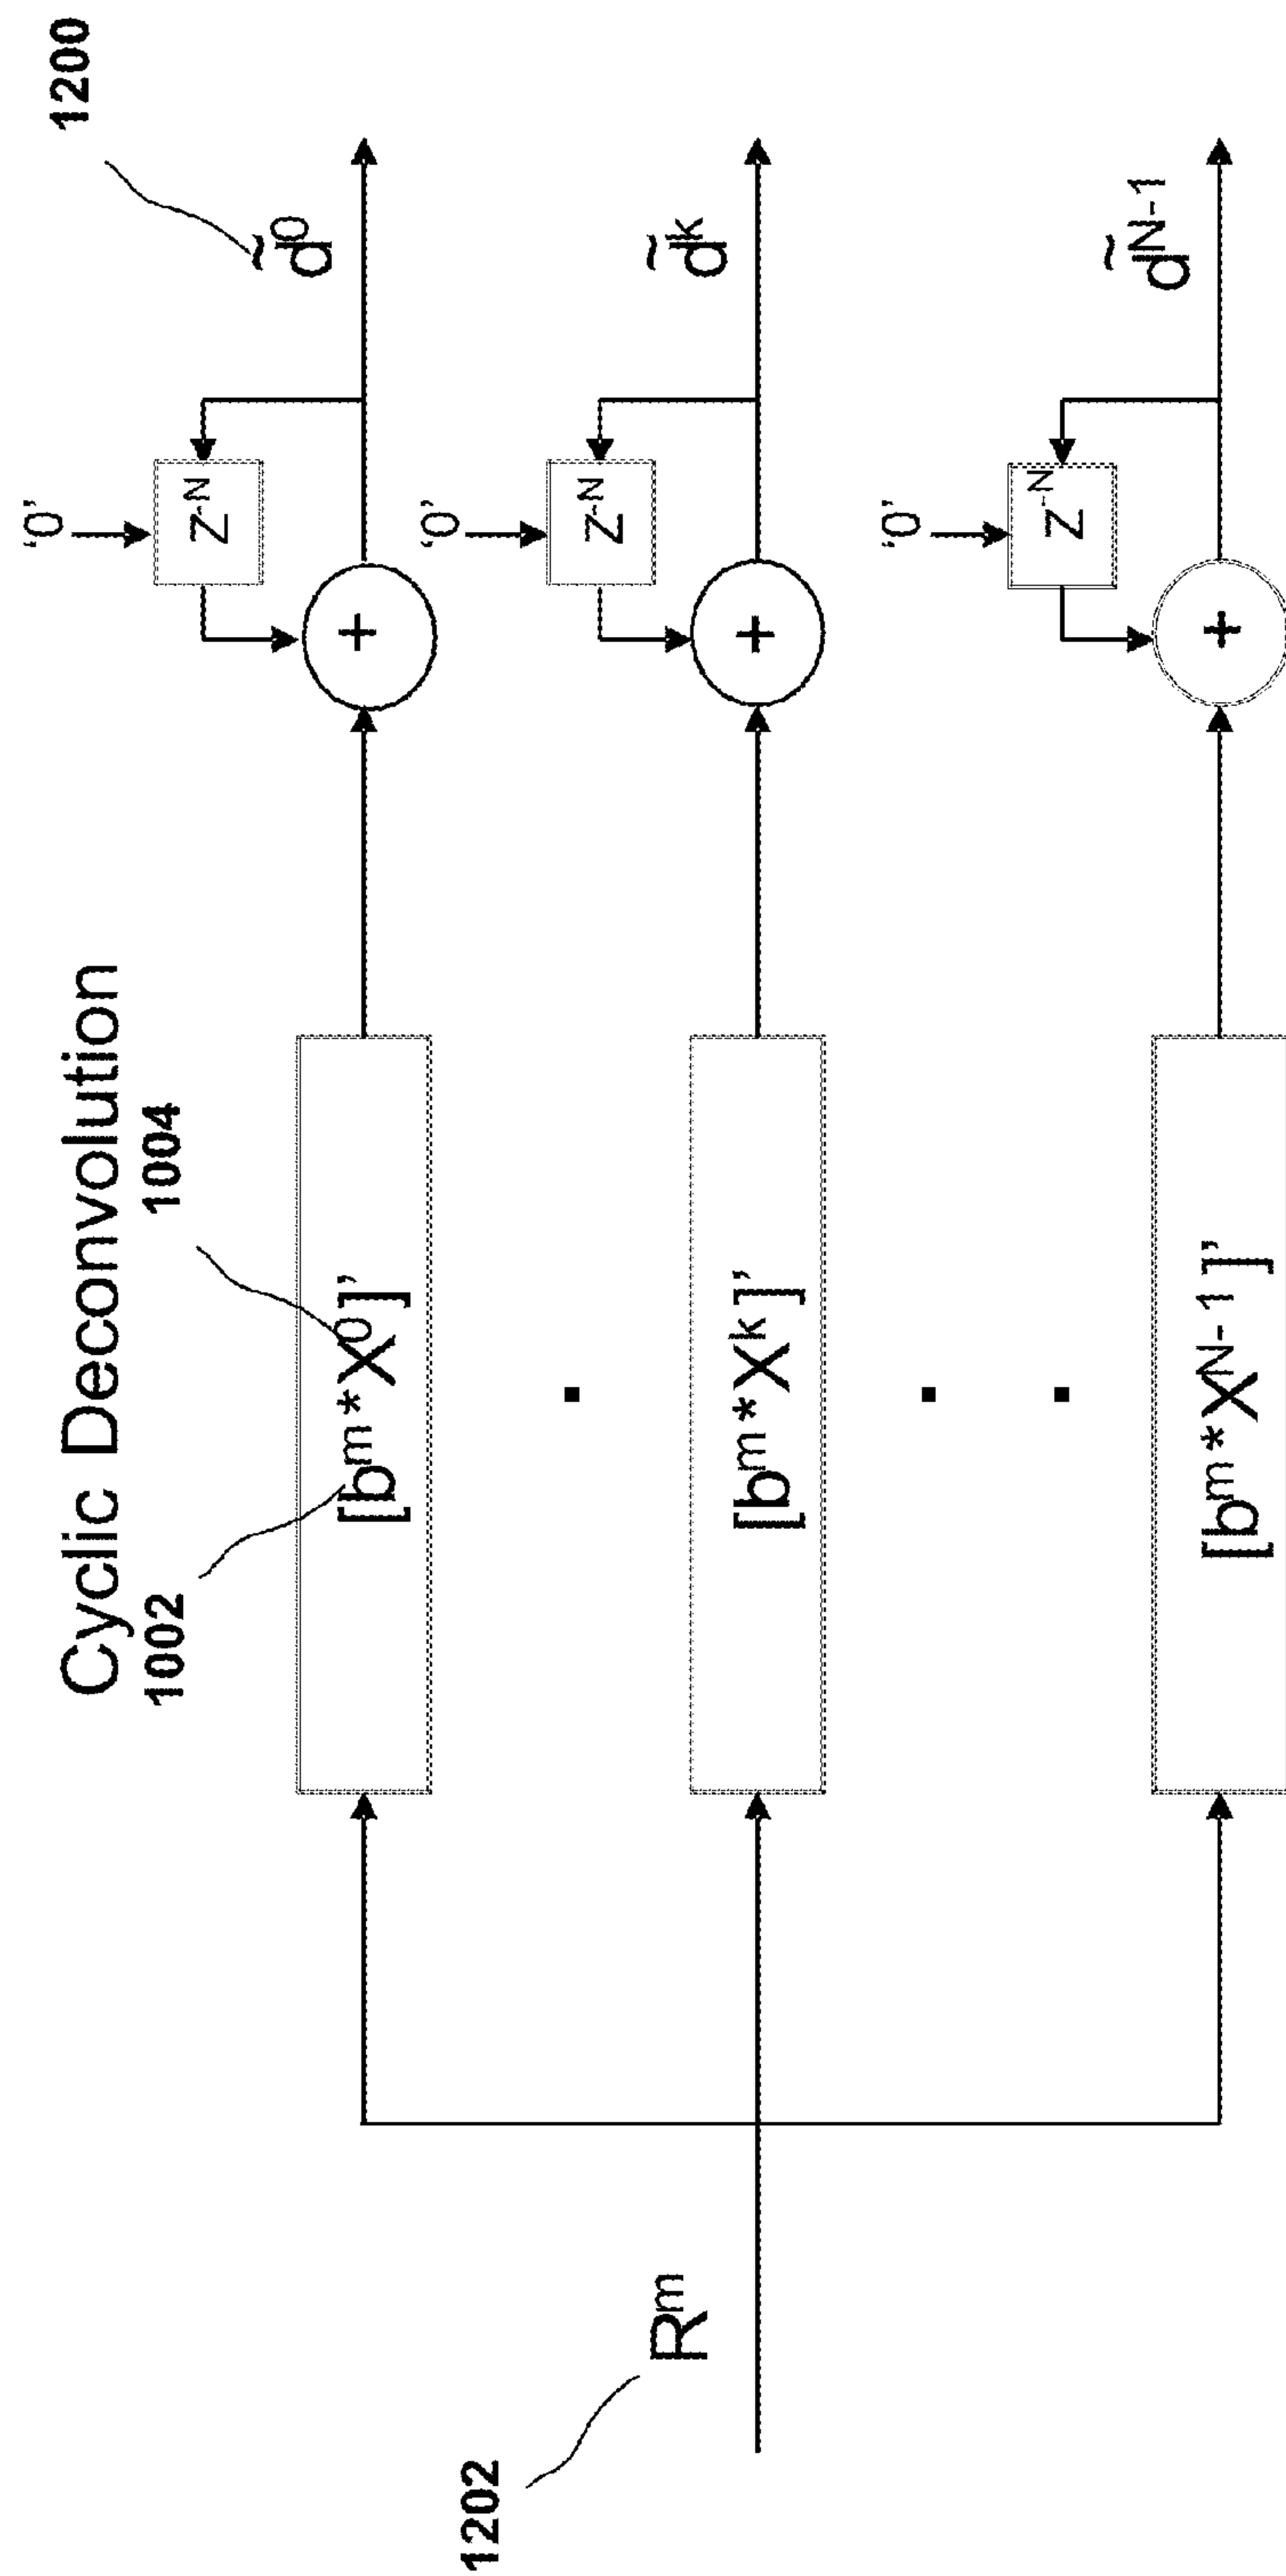 Cyclic Deconvolution
1002
1004
1200
1202
R^m
[b^m * X^0]'
'0'
Z^-N
+
d̃^0
[b^m * X^k]'
'0'
Z^-N
+
d̃^k
[b^m * X^N-1]'
'0'
Z^-N
+
d̃^N-1